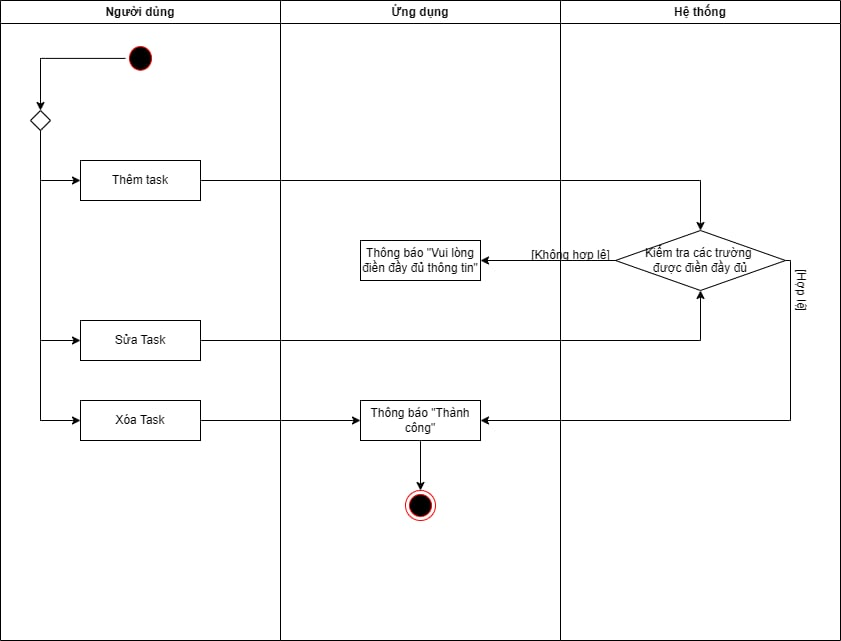 Người dủng
Ứng dụng
Hệ thống
Thêm task
Thông báo "Vui lòng
điền đầy đủ thông tin"
[Không hợp lệ]
Kiểm tra các trường
được điền đầy đủ
[Hợp lệ]
Sửa Task
Xóa Task
Thông báo "Thành
công"